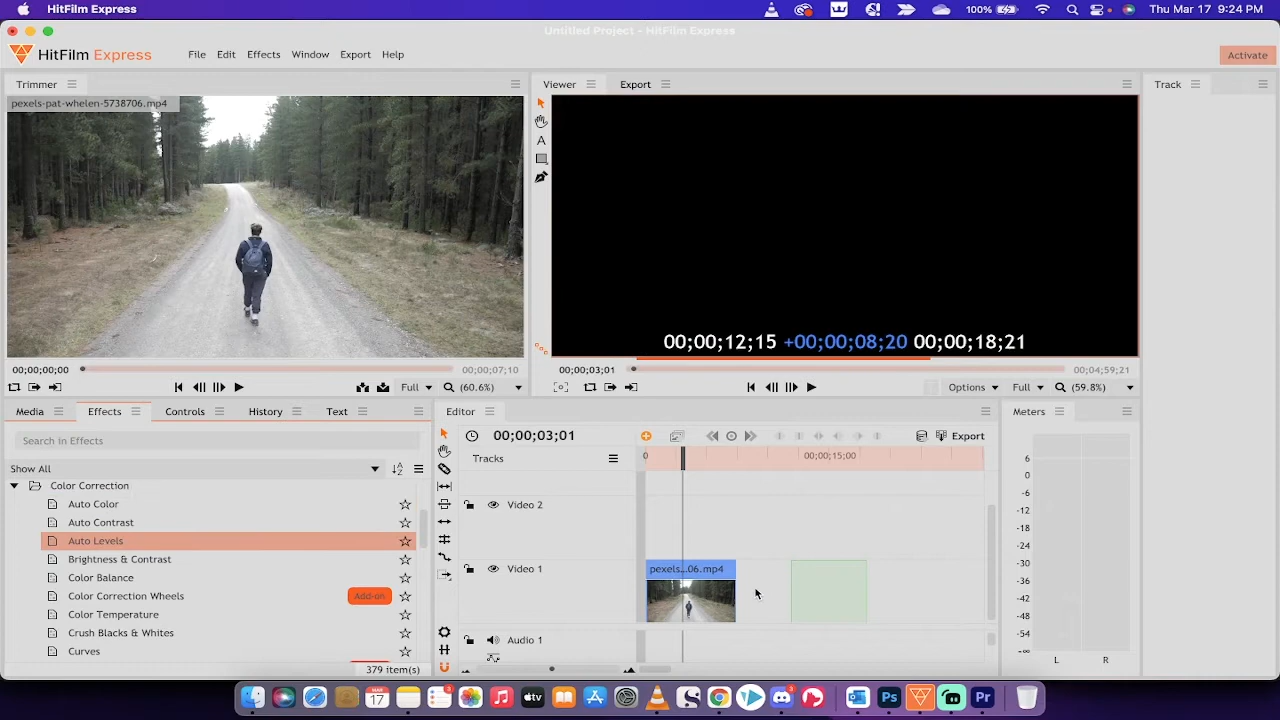 HitFilm Express Window Help
100% Thu Mar 17 9:24 PM
Untitled Project - HitFilm Express
HitFilm Express File Edit Effects Window Export Help Activate
Trimmer Viewer Export Track
pexels-pat-whelen-5738706.mp4
00;00;12;15 +00;00;08;20 00;00;18;21
00;00;00;00 00;00;07;10 00;00;03;01 00;04;59;21
Full (60.6%) Options Full (59.8%)
Media Effects Controls History Text Editor Meters
Search in Effects 00;00;03;01 Export
Show All Tracks 0 00;00;15;00
Color Correction
Auto Color
Auto Contrast
Auto Levels
Brightness & Contrast
Color Balance
Color Correction Wheels Add-on
Color Temperature
Crush Blacks & Whites
Curves
379 item(s)
Video 2
Video 1 pexels...06.mp4
Audio 1
6
0
-6
-12
-18
-24
-30
-36
-42
-48
-54
-∞
L R
MAR
17
3
3
Ps
Pr